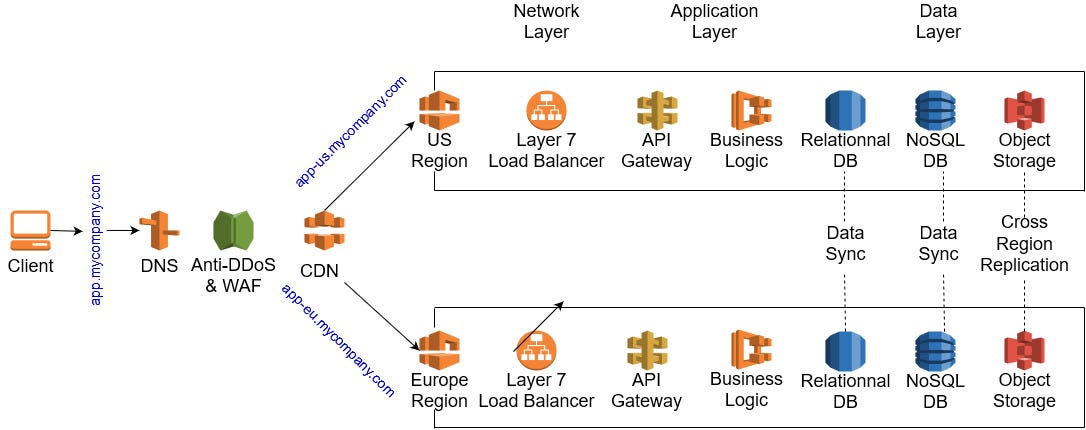 Network
Layer
Application
Layer
Data
Layer
app-us.mycompany.com
US
Region
Layer 7
Load Balancer
API
Gateway
Business
Logic
Relationnal
DB
NoSQL
DB
Object
Storage
app.mycompany.com
Client
DNS
Anti-DDoS
& WAF
CDN
Data
Sync
Data
Sync
Cross
Region
Replication
app-eu.mycompany.com
Europe
Region
Layer 7
Load Balancer
API
Gateway
Business
Logic
Relationnal
DB
NoSQL
DB
Object
Storage